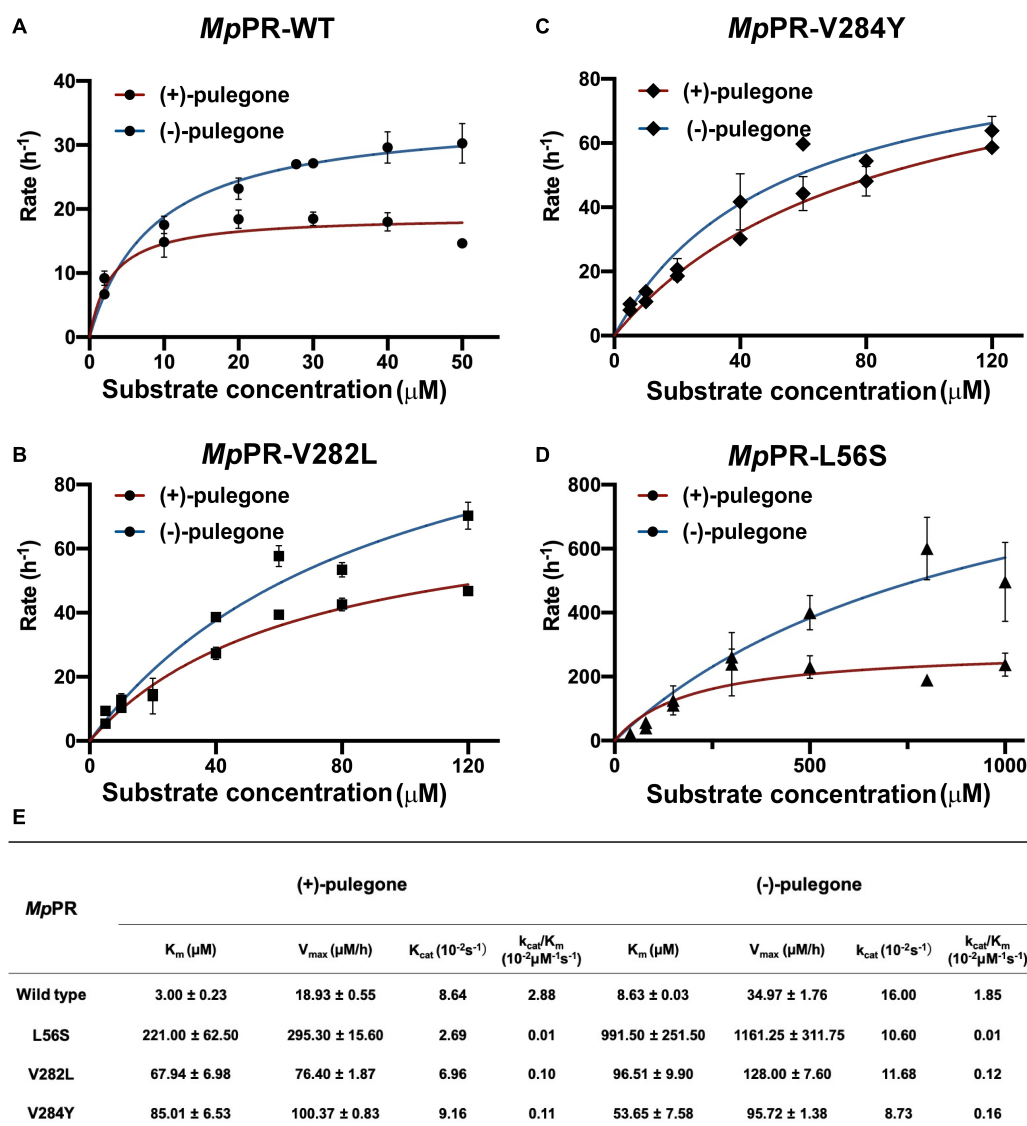 A
MpPR-WT
40
30
20
10
0
Rate (h-1)
(+)-pulegone
(-)-pulegone
0 10 20 30 40 50
Substrate concentration (μM)
C
MpPR-V284Y
80
60
40
20
0
Rate (h-1)
(+)-pulegone
(-)-pulegone
0 40 80 120
Substrate concentration (μM)
B
MpPR-V282L
80
60
40
20
0
Rate (h-1)
(+)-pulegone
(-)-pulegone
0 40 80 120
Substrate concentration (μM)
D
MpPR-L56S
800
600
400
200
0
Rate (h-1)
(+)-pulegone
(-)-pulegone
0 500 1000
Substrate concentration (μM)
E
MpPR (+)-pulegone (-)-pulegone
Km (μM) Vmax (μM/h) Kcat (10-2s-1) kcat/Km (10-2μM-1s-1) Km (μM) Vmax (μM/h) kcat (10-2s-1) kcat/Km (10-2μM-1s-1)
Wild type 3.00 ± 0.23 18.93 ± 0.55 8.64 2.88 8.63 ± 0.03 34.97 ± 1.76 16.00 1.85
L56S 221.00 ± 62.50 295.30 ± 15.60 2.69 0.01 991.50 ± 251.50 1161.25 ± 311.75 10.60 0.01
V282L 67.94 ± 6.98 76.40 ± 1.87 6.96 0.10 96.51 ± 9.90 128.00 ± 7.60 11.68 0.12
V284Y 85.01 ± 6.53 100.37 ± 0.83 9.16 0.11 53.65 ± 7.58 95.72 ± 1.38 8.73 0.16